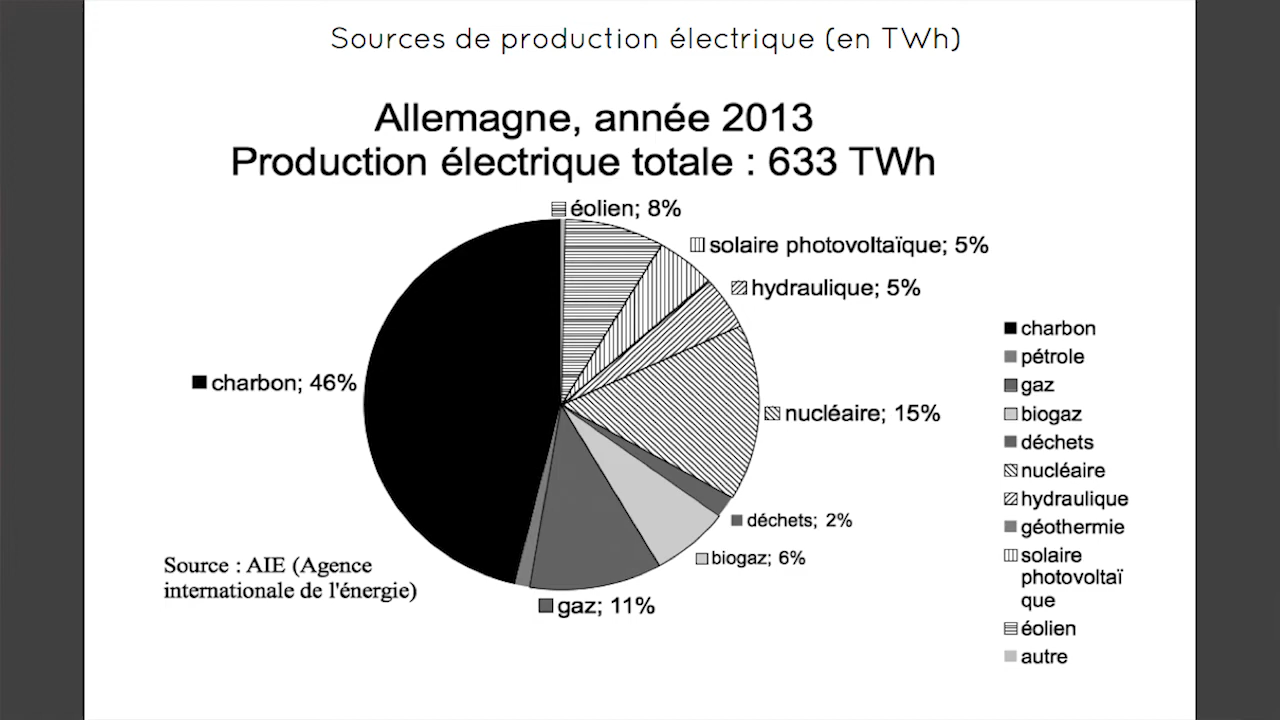 Sources de production électrique (en TWh)
Allemagne, année 2013
Production électrique totale : 633 TWh
éolien; 8%
solaire photovoltaïque; 5%
hydraulique; 5%
charbon; 46%
nucléaire; 15%
déchets; 2%
biogaz; 6%
gaz; 11%
Source : AIE (Agence
internationale de l'énergie)
charbon
pétrole
gaz
biogaz
déchets
nucléaire
hydraulique
géothermie
solaire
photovoltaï
que
éolien
autre